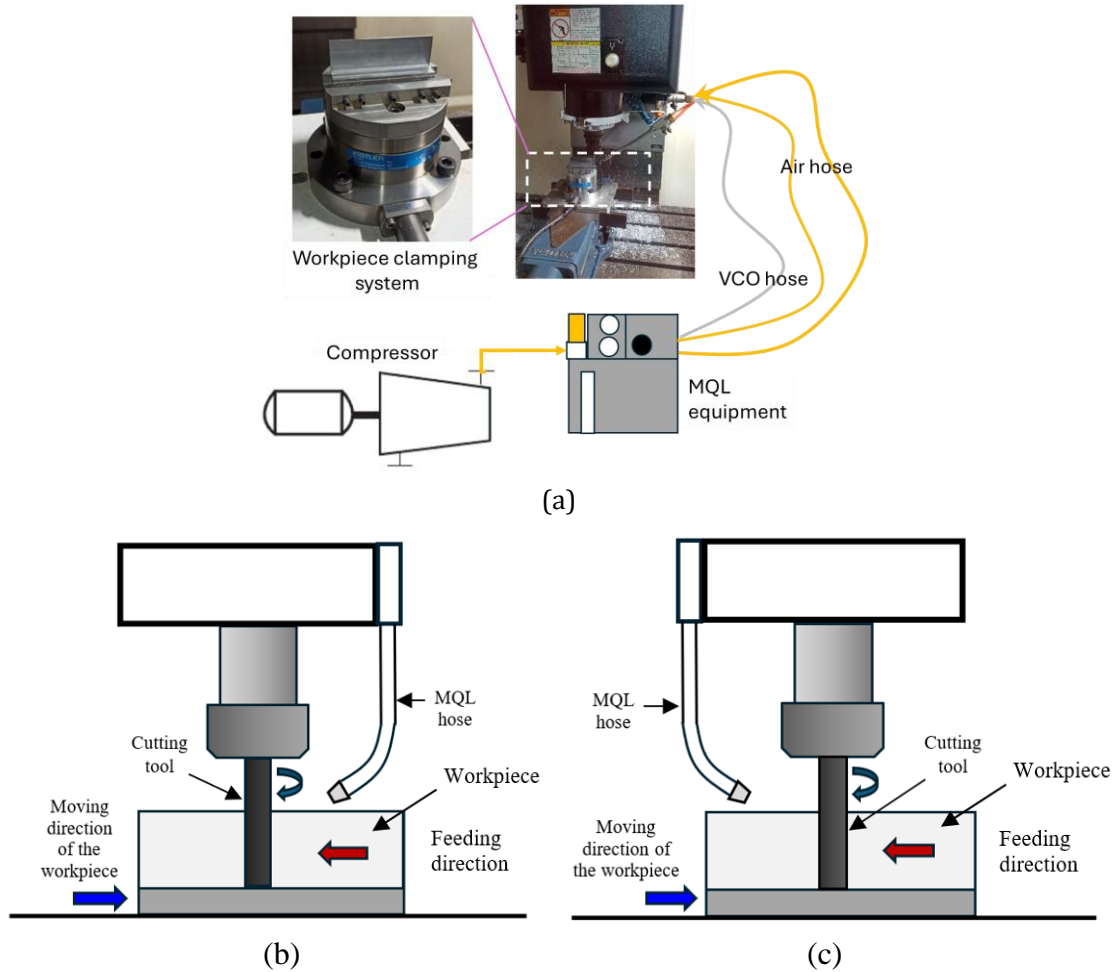 Air hose
VCO hose
Workpiece clamping
system
Compressor
MQL
equipment
(a)
MQL
hose
Cutting
tool
Workpiece
Moving
direction
of the
workpiece
Feeding
direction
(b)
MQL
hose
Cutting
tool
Workpiece
Moving
direction of
the workpiece
Feeding
direction
(c)